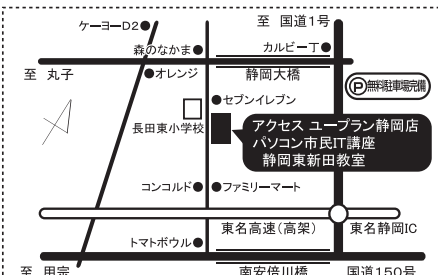 至 国道1号
ケーヨーD2
森のなかま
カルビー丁
至 丸子
オレンジ
静岡大橋
P無料駐車場完備
セブンイレブン
長田東小学校
アクセス ユープラン静岡店
パソコン市民IT講座
静岡東新田教室
コンコルド
ファミリーマート
東名高速(高架)
東名静岡IC
トマトボウル
至 用宗
南安倍川橋
国道150号